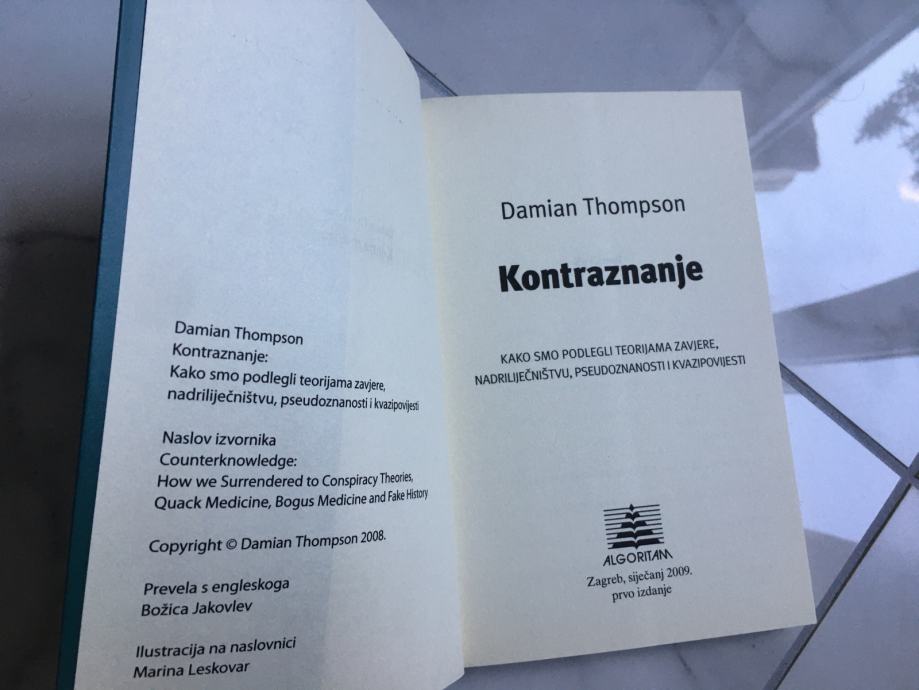 Damian Thompson
Kontraznanje:
Kako smo podlegli teorijama zavjere,
nadriliječništvu, pseudoznanosti i kvazipovijesti
Naslov izvornika
Counterknowledge:
How we Surrendered to Conspiracy Theories,
Quack Medicine, Bogus Medicine and Fake History
Copyright © Damian Thompson 2008.
Prevela s engleskoga
Božica Jakovlev
Ilustracija na naslovnici
Marina Leskovar
Damian Thompson
Kontraznanje
KAKO SMO PODLEGLI TEORIJAMA ZAVJERE,
NADRILIJEČNIŠTVU, PSEUDOZNANOSTI I KVAZIPOVIJESTI
ALGORITAM
Zagreb, siječanj 2009.
prvo izdanje